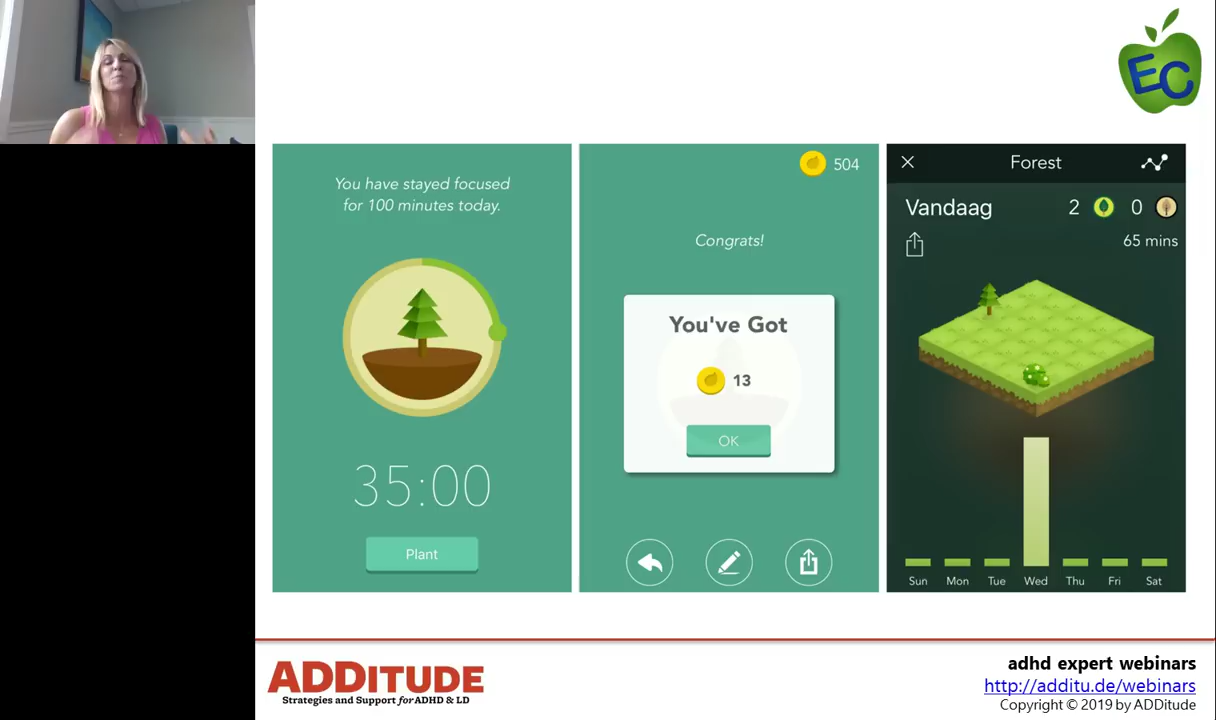 EC
You have stayed focused
for 100 minutes today.
35:00
Plant
504
Congrats!
You've Got
13
OK
Forest
Vandaag
2
0
65 mins
Sun Mon Tue Wed Thu Fri Sat
ADDITUDE
Strategies and Support for ADHD & LD
adhd expert webinars
http://additu.de/webinars
Copyright © 2019 by ADDitude